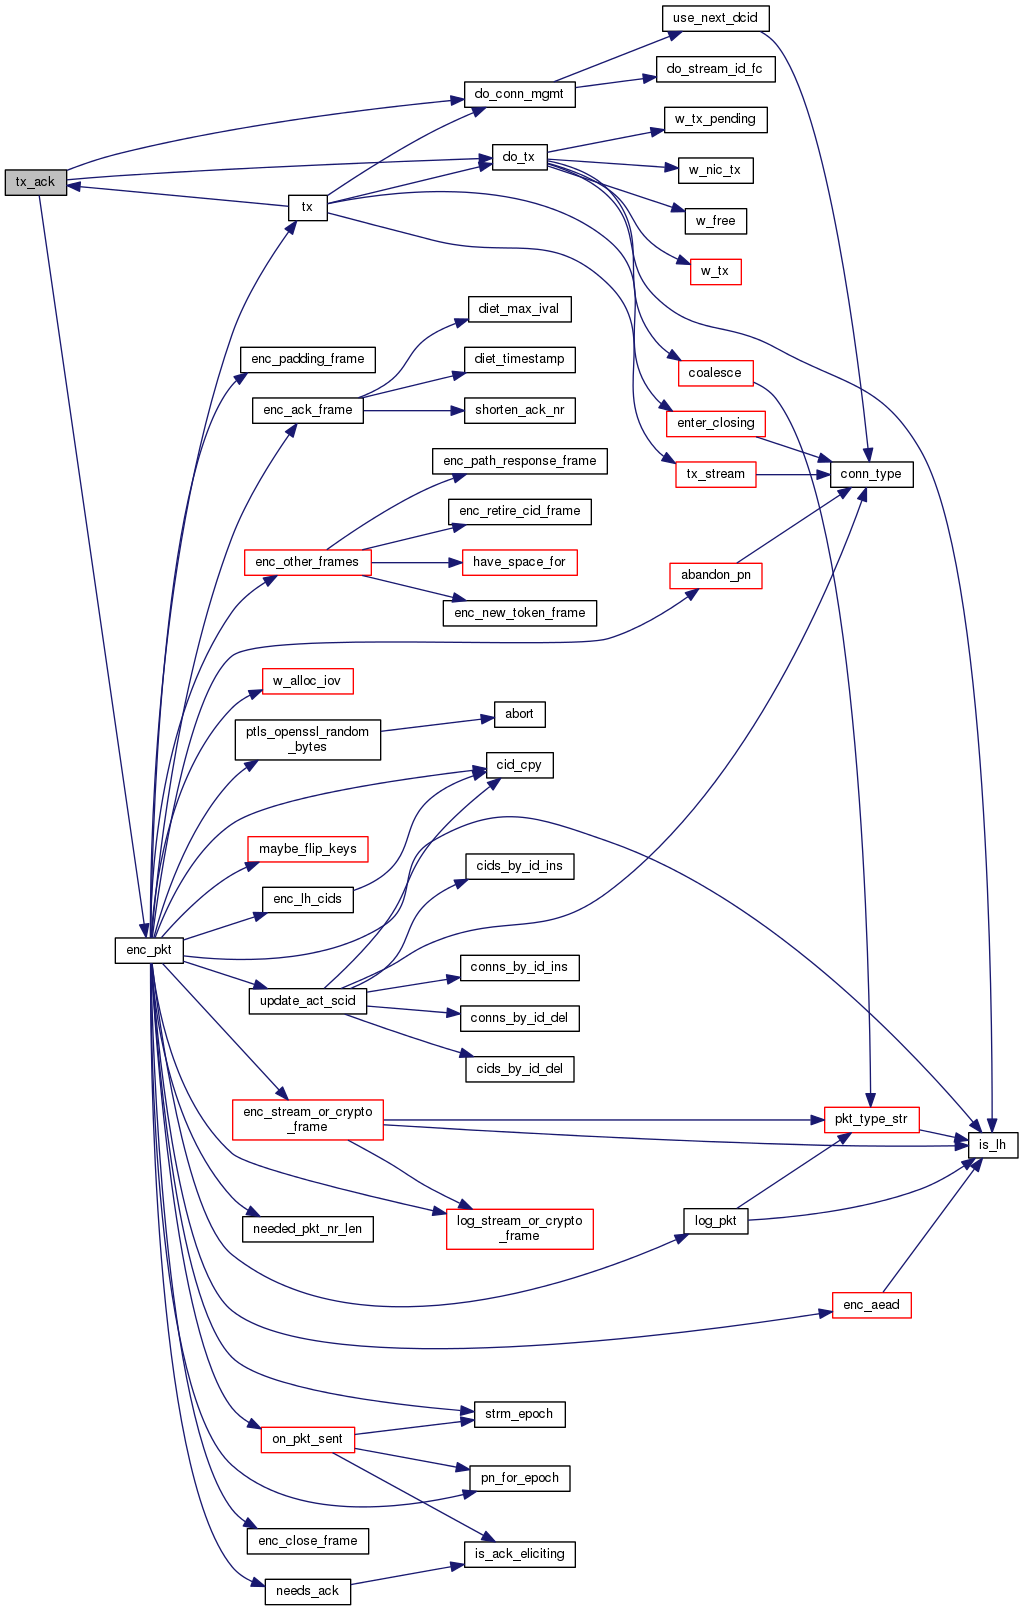 use_next_dcid
do_stream_id_fc
do_conn_mgmt
w_tx_pending
do_tx
w_nic_tx
tx_ack
tx
w_free
w_tx
diet_max_ival
enc_padding_frame
diet_timestamp
coalesce
enc_ack_frame
shorten_ack_nr
enter_closing
enc_path_response_frame
tx_stream
conn_type
enc_retire_cid_frame
enc_other_frames
have_space_for
abandon_pn
enc_new_token_frame
w_alloc_iov
abort
ptls_openssl_random
_bytes
cid_cpy
maybe_flip_keys
cids_by_id_ins
enc_lh_cids
enc_pkt
conns_by_id_ins
update_act_scid
conns_by_id_del
cids_by_id_del
enc_stream_or_crypto
_frame
pkt_type_str
is_lh
needed_pkt_nr_len
log_stream_or_crypto
_frame
log_pkt
enc_aead
strm_epoch
on_pkt_sent
pn_for_epoch
enc_close_frame
is_ack_eliciting
needs_ack